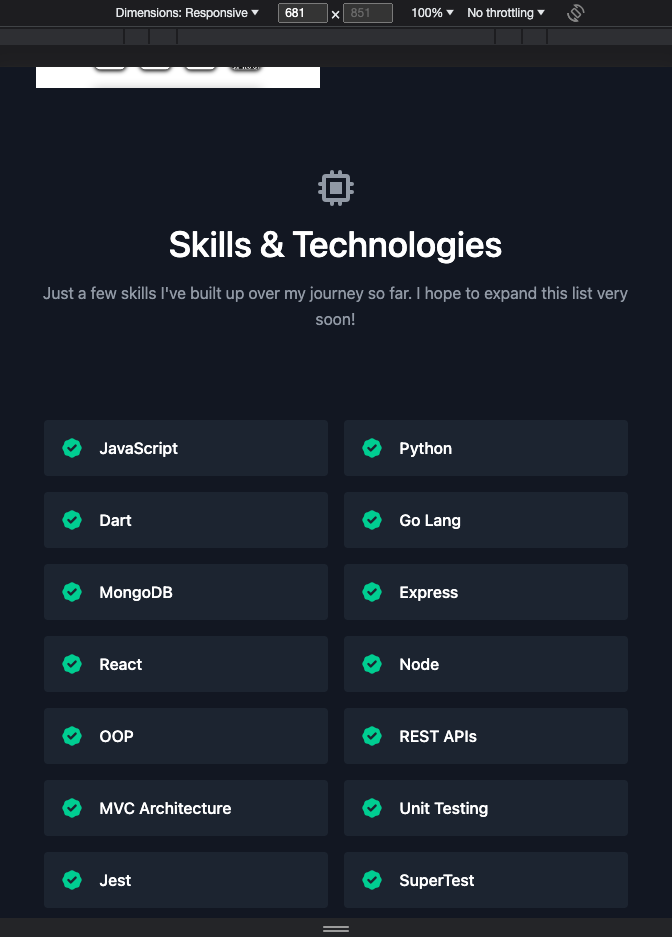 Dimensions: Responsive ▼ 681 × 851 100% ▼ No throttling ▼
Skills & Technologies
Just a few skills I've built up over my journey so far. I hope to expand this list very
soon!
JavaScript
Python
Dart
Go Lang
MongoDB
Express
React
Node
OOP
REST APIs
MVC Architecture
Unit Testing
Jest
SuperTest